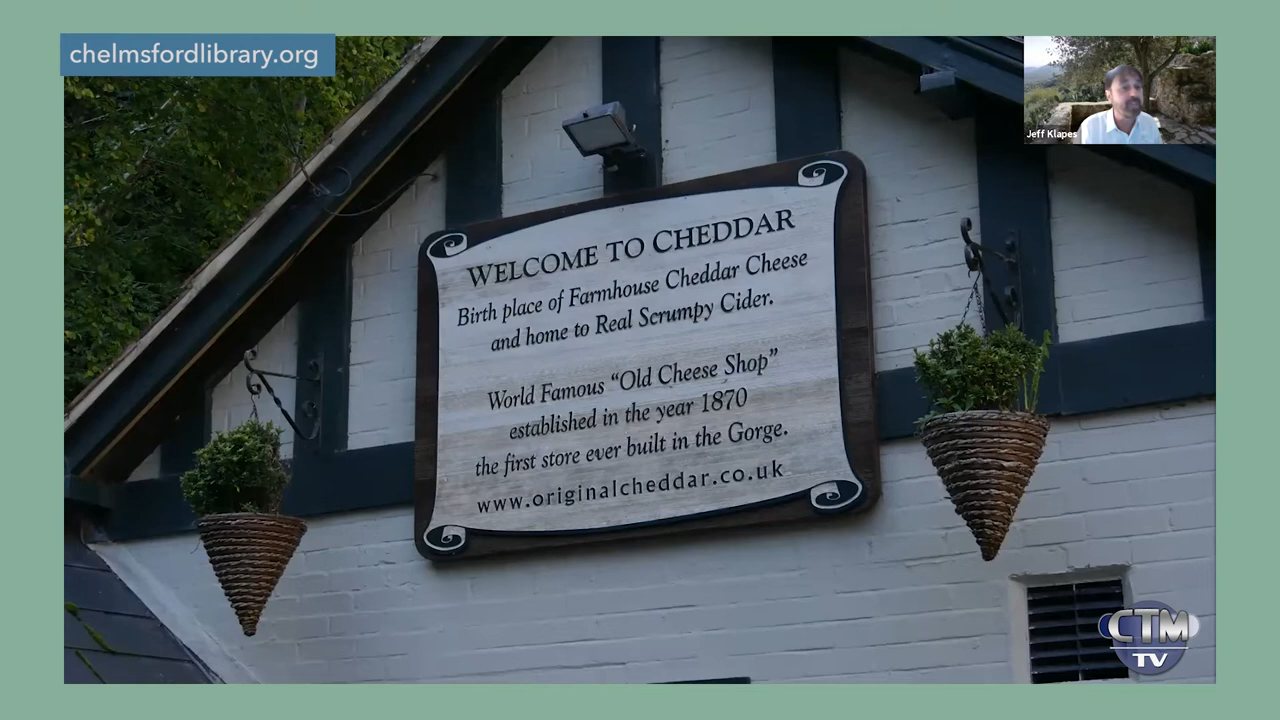 chelmsfordlibrary.org
Jeff Klapes
WELCOME TO CHEDDAR
Birth place of Farmhouse Cheddar Cheese
and home to Real Scrumpy Cider.
World Famous “Old Cheese Shop”
established in the year 1870
the first store ever built in the Gorge.
www.originalcheddar.co.uk
CTM
TV